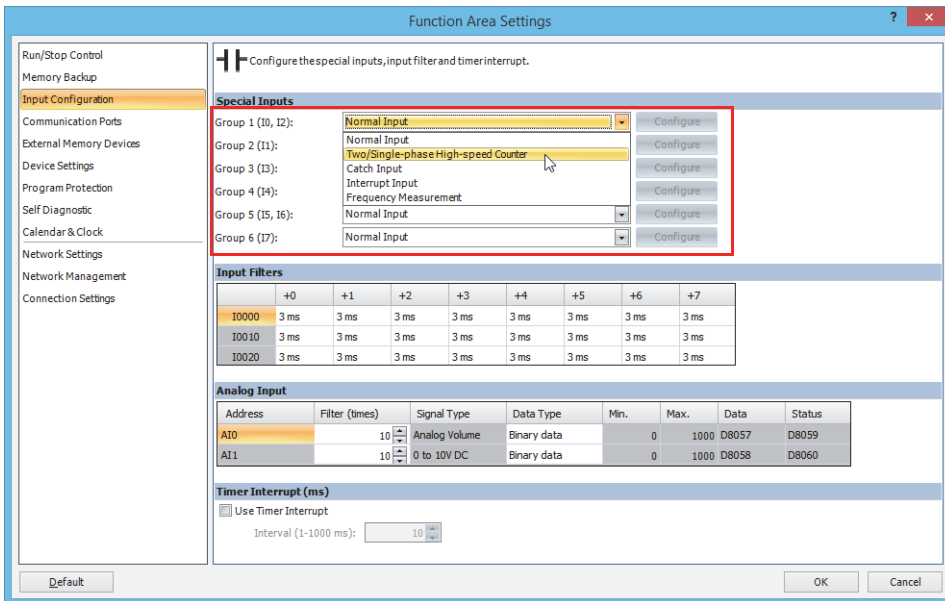 Function Area Settings
?
×
Run/Stop Control
Memory Backup
Input Configuration
Communication Ports
External Memory Devices
Device Settings
Program Protection
Self Diagnostic
Calendar & Clock
Network Settings
Network Management
Connection Settings
Configure the special inputs, input filter and timer interrupt.
Special Inputs
Group 1 (I0, I2): Normal Input Configure
Normal Input
Group 2 (I1): Configure
Two/Single-phase High-speed Counter
Group 3 (I3): Catch Input Configure
Interrupt Input
Group 4 (I4): Configure
Frequency Measurement
Group 5 (I5, I6): Normal Input Configure
Group 6 (I7): Normal Input Configure
Input Filters
+0 +1 +2 +3 +4 +5 +6 +7
I0000 3 ms 3 ms 3 ms 3 ms 3 ms 3 ms 3 ms 3 ms
I0010 3 ms 3 ms 3 ms 3 ms 3 ms 3 ms 3 ms 3 ms
I0020 3 ms 3 ms 3 ms 3 ms 3 ms 3 ms 3 ms 3 ms
Analog Input
Address Filter (times) Signal Type Data Type Min. Max. Data Status
AI0 10 Analog Volume Binary data 0 1000 D8057 D8059
AI1 10 0 to 10V DC Binary data 0 1000 D8058 D8060
Timer Interrupt (ms)
Use Timer Interrupt
Interval (1-1000 ms): 10
Default OK Cancel